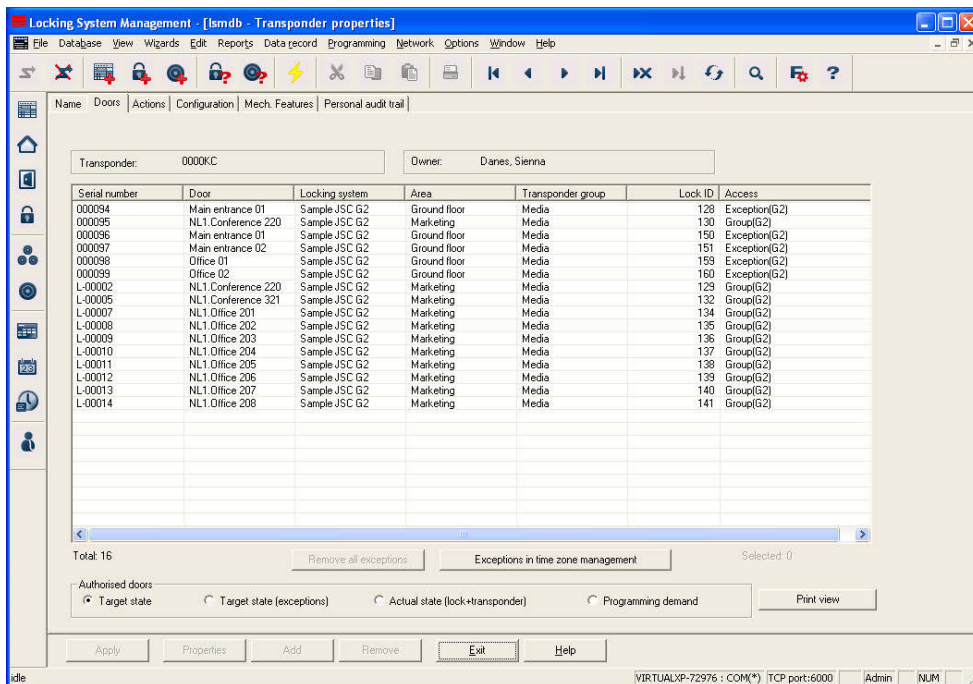 Locking System Management - [lsmdb - Transponder properties]
File Database View Wizards Edit Reports Data record Programming Network Options Window Help
Name Doors Actions Configuration Mech. Features Personal audit trail
Transponder: 0000KC Owner: Danes, Sienna
Serial number Door Locking system Area Transponder group Lock ID Access
000094 Main entrance 01 Sample JSC G2 Ground floor Media 128 Exception(G2)
000095 NL1.Conference 220 Sample JSC G2 Marketing Media 130 Group(G2)
000096 Main entrance 01 Sample JSC G2 Ground floor Media 150 Exception(G2)
000097 Main entrance 02 Sample JSC G2 Ground floor Media 151 Exception(G2)
000098 Office 01 Sample JSC G2 Ground floor Media 159 Exception(G2)
000099 Office 02 Sample JSC G2 Ground floor Media 160 Exception(G2)
L-00002 NL1.Conference 220 Sample JSC G2 Marketing Media 129 Group(G2)
L-00005 NL1.Conference 321 Sample JSC G2 Marketing Media 132 Group(G2)
L-00007 NL1.Office 201 Sample JSC G2 Marketing Media 134 Group(G2)
L-00008 NL1.Office 202 Sample JSC G2 Marketing Media 135 Group(G2)
L-00009 NL1.Office 203 Sample JSC G2 Marketing Media 136 Group(G2)
L-00010 NL1.Office 204 Sample JSC G2 Marketing Media 137 Group(G2)
L-00011 NL1.Office 205 Sample JSC G2 Marketing Media 138 Group(G2)
L-00012 NL1.Office 206 Sample JSC G2 Marketing Media 139 Group(G2)
L-00013 NL1.Office 207 Sample JSC G2 Marketing Media 140 Group(G2)
L-00014 NL1.Office 208 Sample JSC G2 Marketing Media 141 Group(G2)
Total: 16 Remove all exceptions Exceptions in time zone management Selected: 0
Authorised doors
Target state Target state (exceptions) Actual state (lock+transponder) Programming demand Print view
Apply Properties Add Remove Exit Help
idle VIRTUALXP-72976 : COM(*) TCP port:6000 Admin NUM